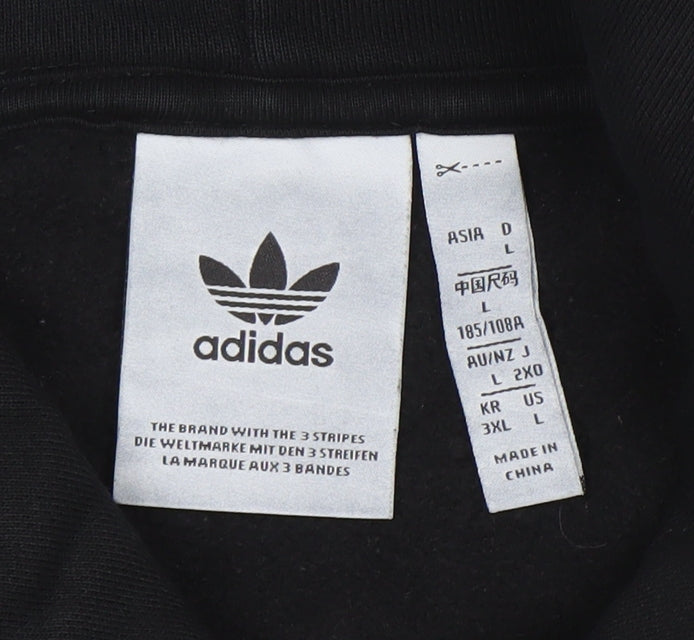 adidas
THE BRAND WITH THE 3 STRIPES
DIE WELTMARKE MIT DEN 3 STREIFEN
LA MARQUE AUX 3 BANDES
ASIA D
L
中国尺码
L
185/108A
AU/NZ J
L 2XO
KR US
3XL L
MADE IN
CHINA